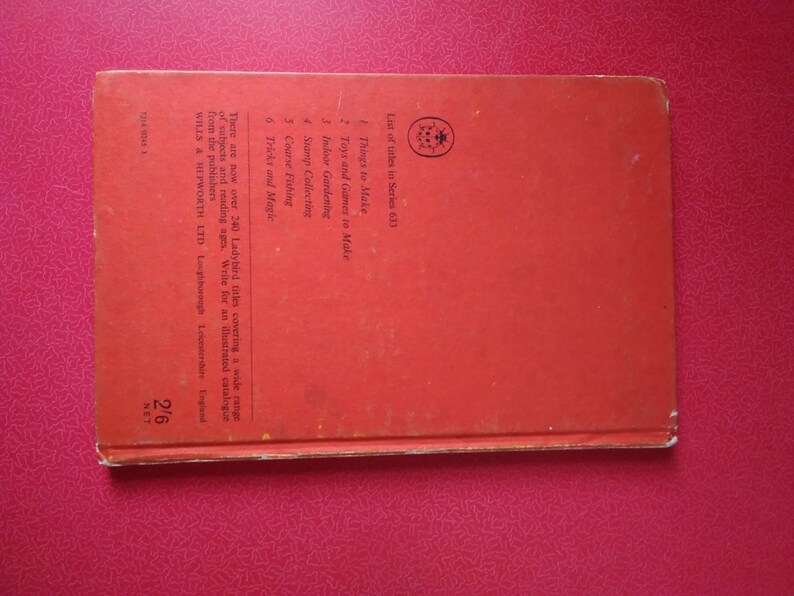 List of titles in Series 633
1 Things to Make
2 Toys and Games to Make
3 Indoor Gardening
4 Stamp Collecting
5 Coarse Fishing
6 Tricks and Magic
There are now over 240 Ladybird titles covering a wide range
of subjects and reading ages. Write for an illustrated catalogue
from the publishers
WILLS & HEPWORTH LTD Loughborough Leicestershire England
7214 0245 3
2/6
NET